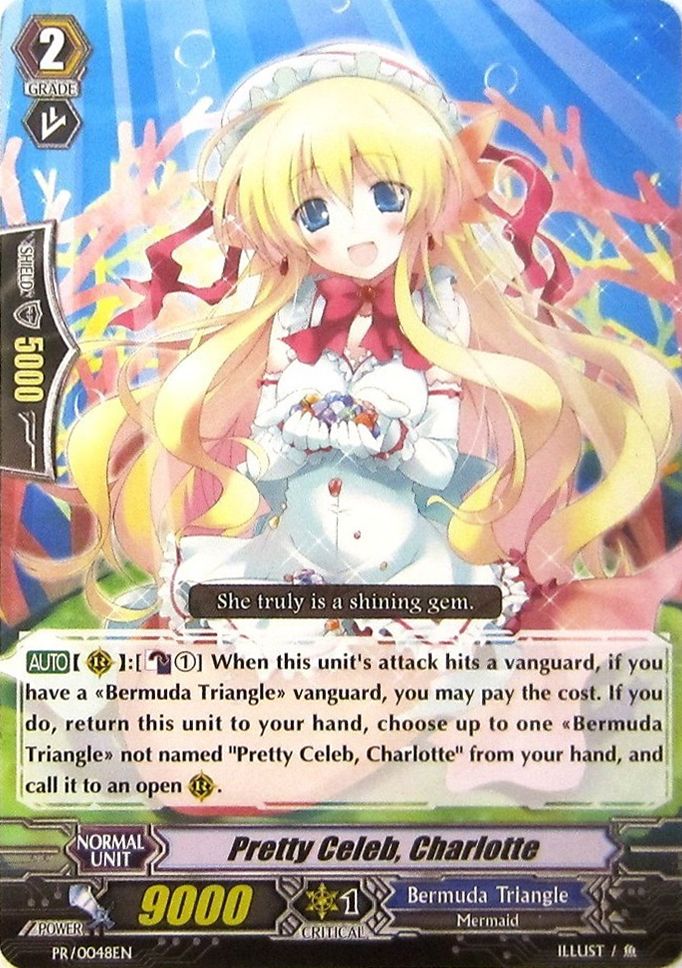 2
GRADE
SHIELD
5000
She truly is a shining gem.
AUTO【R】:[①] When this unit's attack hits a vanguard, if you
have a «Bermuda Triangle» vanguard, you may pay the cost. If you
do, return this unit to your hand, choose up to one «Bermuda
Triangle» not named "Pretty Celeb, Charlotte" from your hand, and
call it to an open R.
NORMAL
UNIT
Pretty Celeb, Charlotte
POWER
9000
1
CRITICAL
Bermuda Triangle
Mermaid
PR/0048EN
ILLUST /